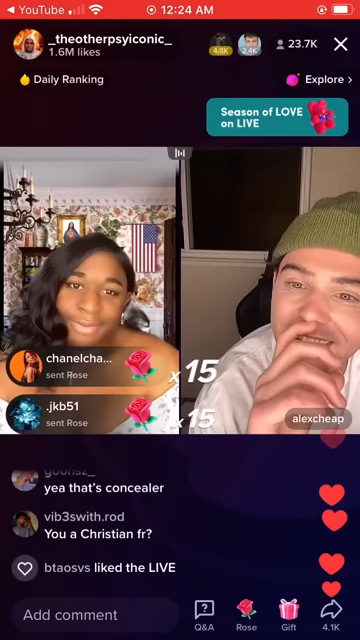 YouTube
12:24 AM
_theotherpsyiconic_
1.6M likes
4.8K
2.4K
23.7K
Daily Ranking
Explore >
Season of LOVE
on LIVE
chanelcha...
sent Rose
x15
.jkb51
sent Rose
x15
alexcheap
yea that's concealer
vib3swith.rod
You a Christian fr?
btaosvs liked the LIVE
Add comment
Q&A
Rose
Gift
4.1K